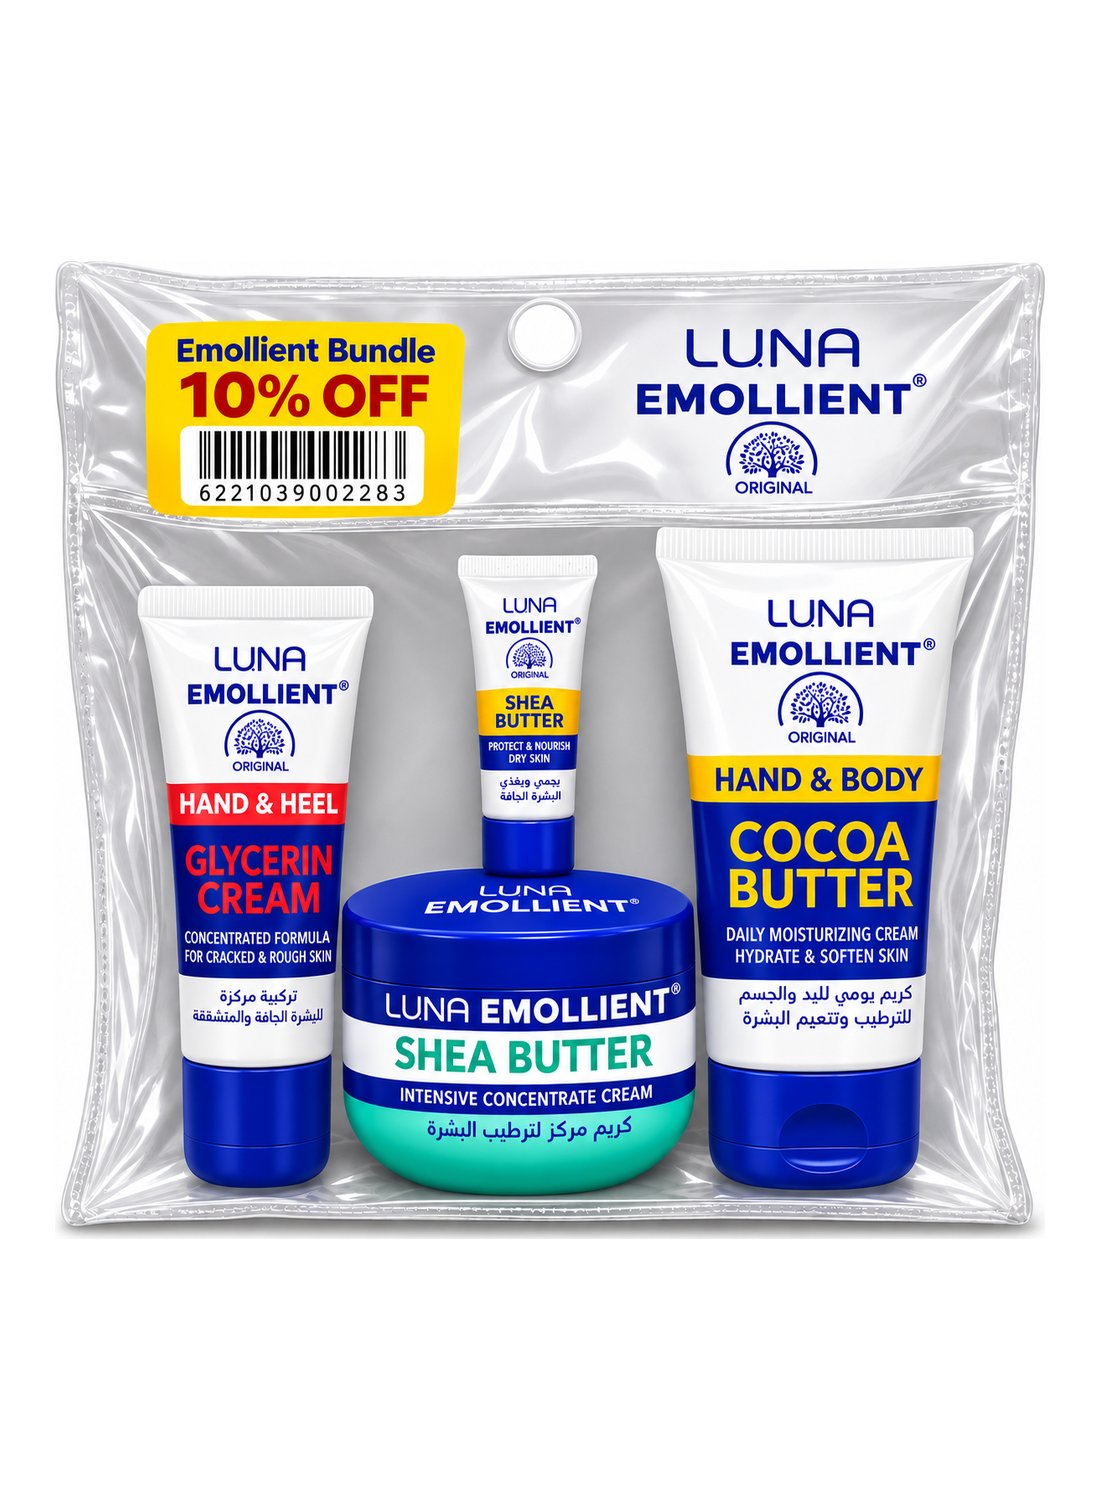 Emollient Bundle
10% OFF
6221039002283
LUNA
EMOLLIENT®
ORIGINAL
LUNA
EMOLLIENT®
ORIGINAL
HAND & HEEL
GLYCERIN
CREAM
CONCENTRATED FORMULA
FOR CRACKED & ROUGH SKIN
تركيبة مركزة
للبشرة الجافة والمتشققة
LUNA
EMOLLIENT®
ORIGINAL
SHEA
BUTTER
PROTECT & NOURISH
DRY SKIN
يحمي ويغذي
البشرة الجافة
LUNA
EMOLLIENT®
LUNA EMOLLIENT®
SHEA BUTTER
INTENSIVE CONCENTRATE CREAM
كريم مركز لترطيب البشرة
LUNA
EMOLLIENT®
ORIGINAL
HAND & BODY
COCOA
BUTTER
DAILY MOISTURIZING CREAM
HYDRATE & SOFTEN SKIN
كريم يومي لليد والجسم
للترطيب وتنعيم البشرة